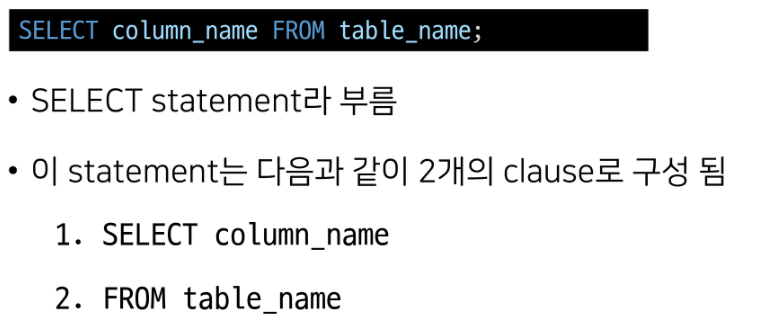 SELECT column_name FROM table_name;
• SELECT statement라 부름
• 이 statement는 다음과 같이 2개의 clause로 구성 됨
1. SELECT column_name
2. FROM table_name